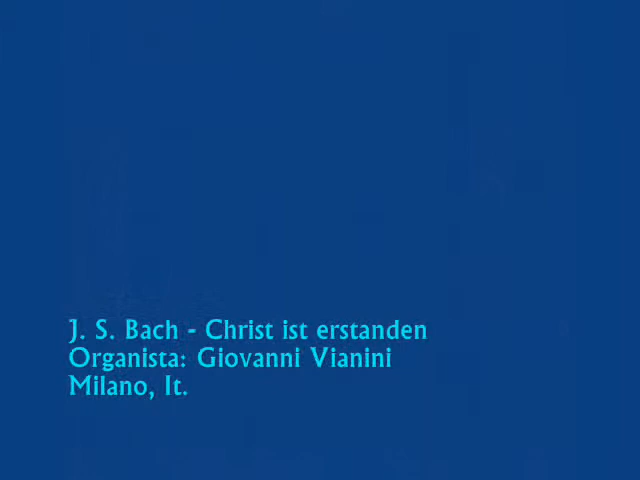 J. S. Bach - Christ ist erstanden
Organista: Giovanni Vianini
Milano, It.